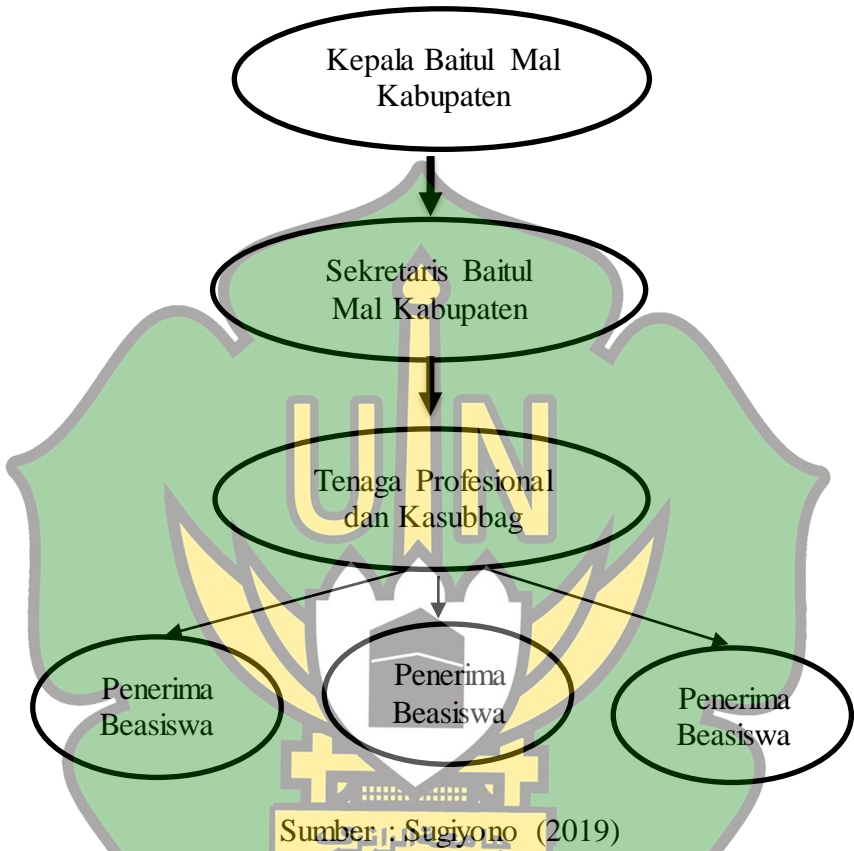 Kepala Baitul Mal
Kabupaten
Sekretaris Baitul
Mal Kabupaten
UIN
Tenaga Profesional
dan Kasubbag
Penerima
Beasiswa
Penerima
Beasiswa
Penerima
Beasiswa
Sumber : Sugiyono (2019)